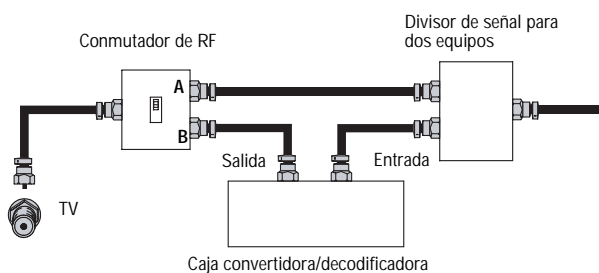 Divisor de señal para
dos equipos
Conmutador de RF
A
B
Salida
Entrada
TV
Caja convertidora/decodificadora